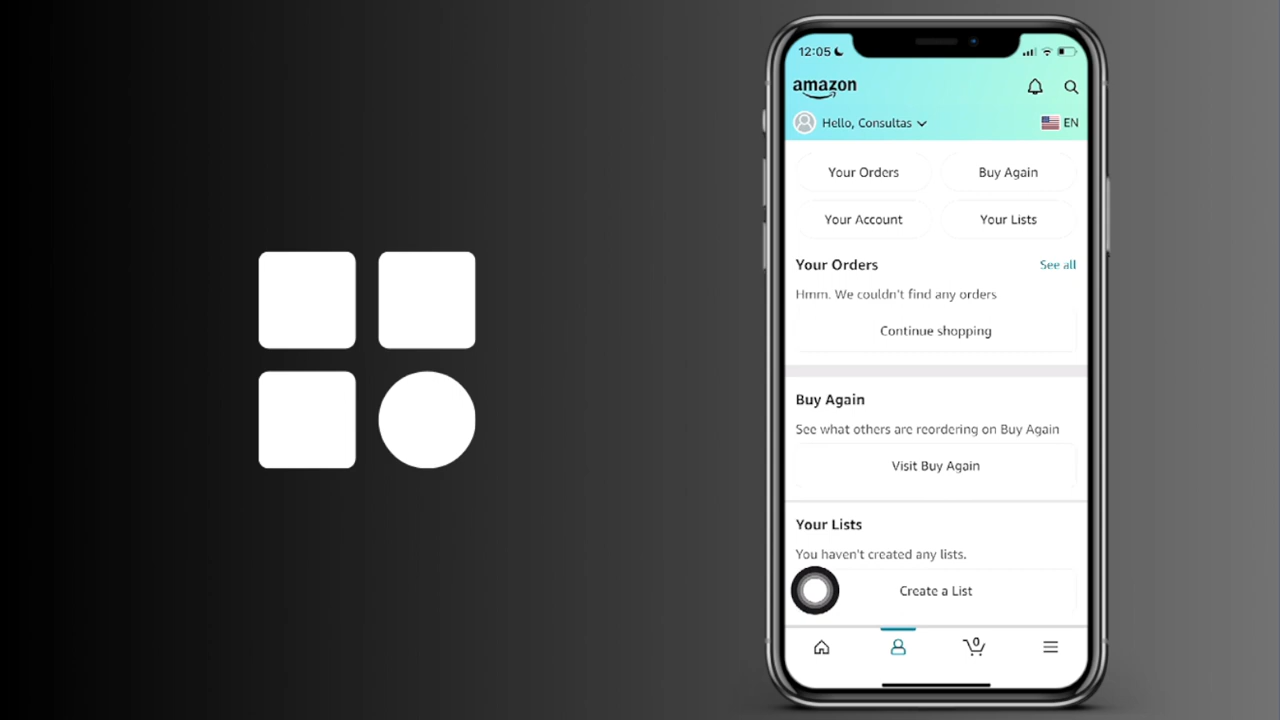 12:05
amazon
Hello, Consultas
EN
Your Orders
Buy Again
Your Account
Your Lists
Your Orders
See all
Hmm. We couldn't find any orders
Continue shopping
Buy Again
See what others are reordering on Buy Again
Visit Buy Again
Your Lists
You haven't created any lists.
Create a List
0